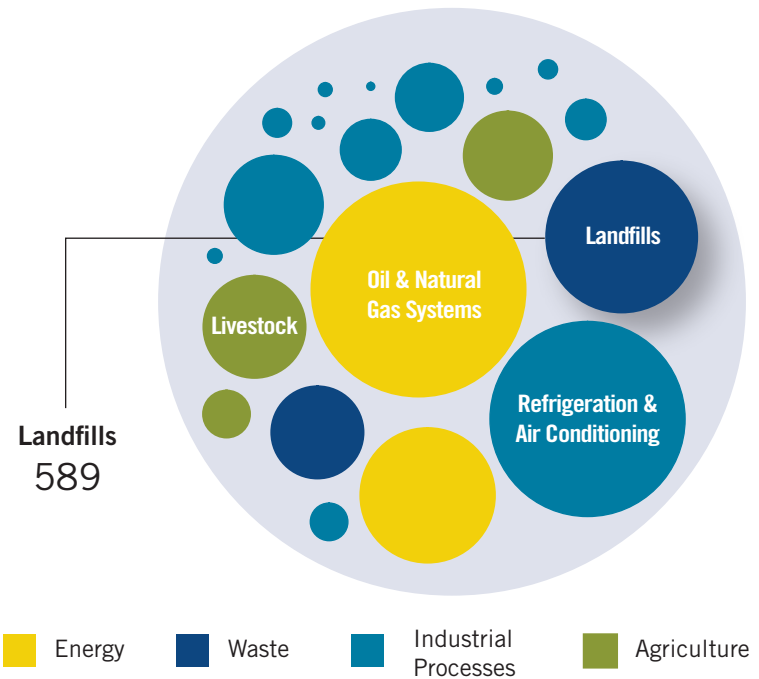 Landfills
Oil & Natural
Gas Systems
Livestock
Refrigeration &
Air Conditioning
Landfills
589
Energy
Waste
Industrial
Processes
Agriculture